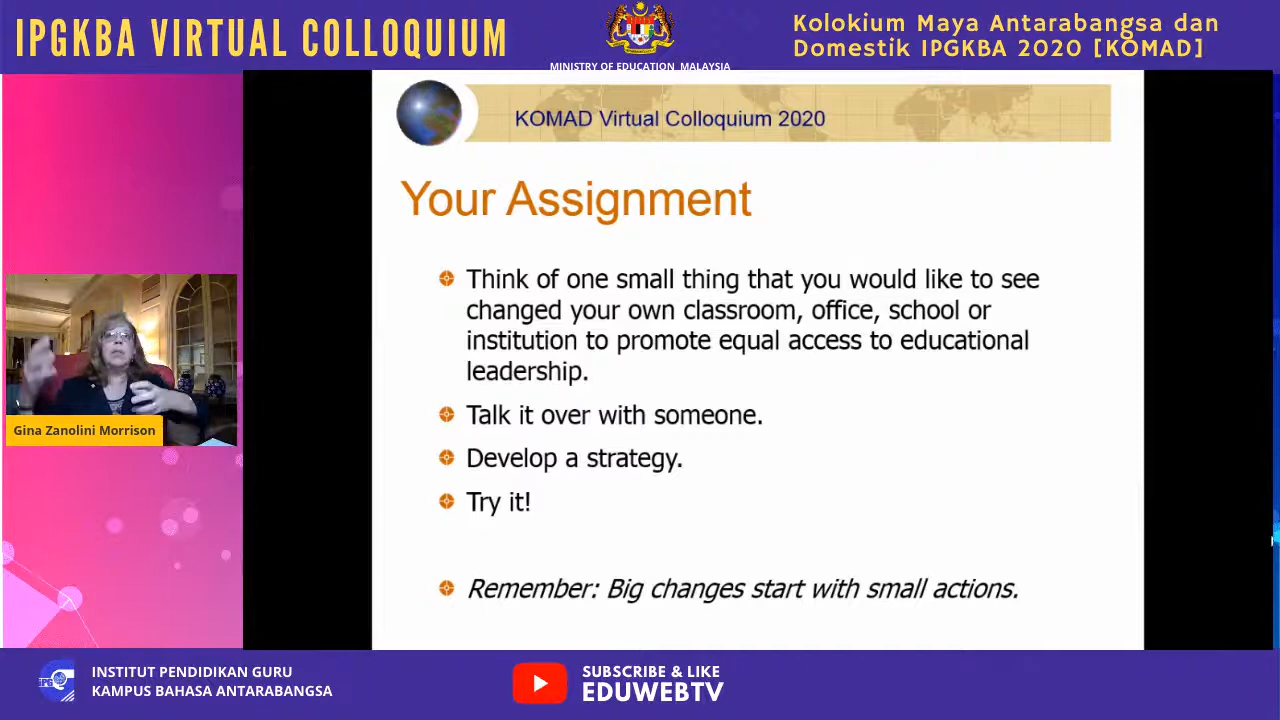 IPGKBA VIRTUAL COLLOQUIUM
MINISTRY OF EDUCATION MALAYSIA
Kolokium Maya Antarabangsa dan
Domestik IPGKBA 2020 [KOMAD]
KOMAD Virtual Colloquium 2020
Your Assignment
Think of one small thing that you would like to see
changed your own classroom, office, school or
institution to promote equal access to educational
leadership.
Talk it over with someone.
Develop a strategy.
Try it!
Remember: Big changes start with small actions.
Gina Zanolini Morrison
INSTITUT PENDIDIKAN GURU
KAMPUS BAHASA ANTARABANGSA
SUBSCRIBE & LIKE
EDUWEBTV